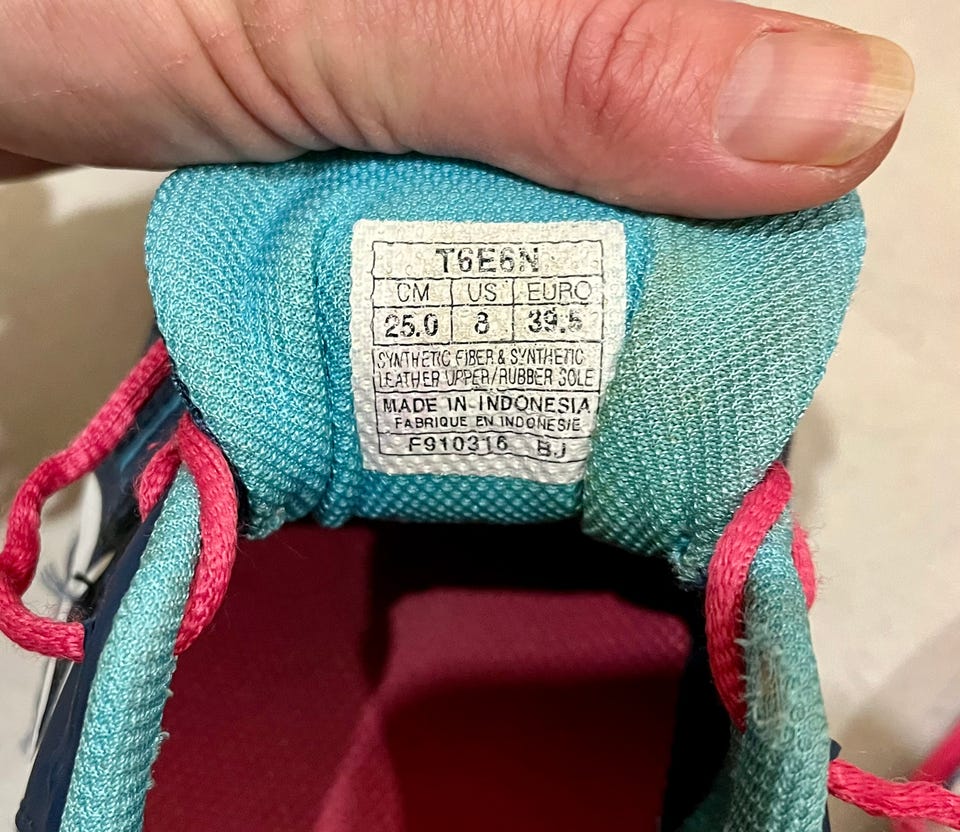 T6E6N
CM US EURO
25.0 8 39.5
SYNTHETIC FIBER & SYNTHETIC
LEATHER UPPER/RUBBER SOLE
MADE IN INDONESIA
FABRIQUE EN INDONESIE
F910316 BJ